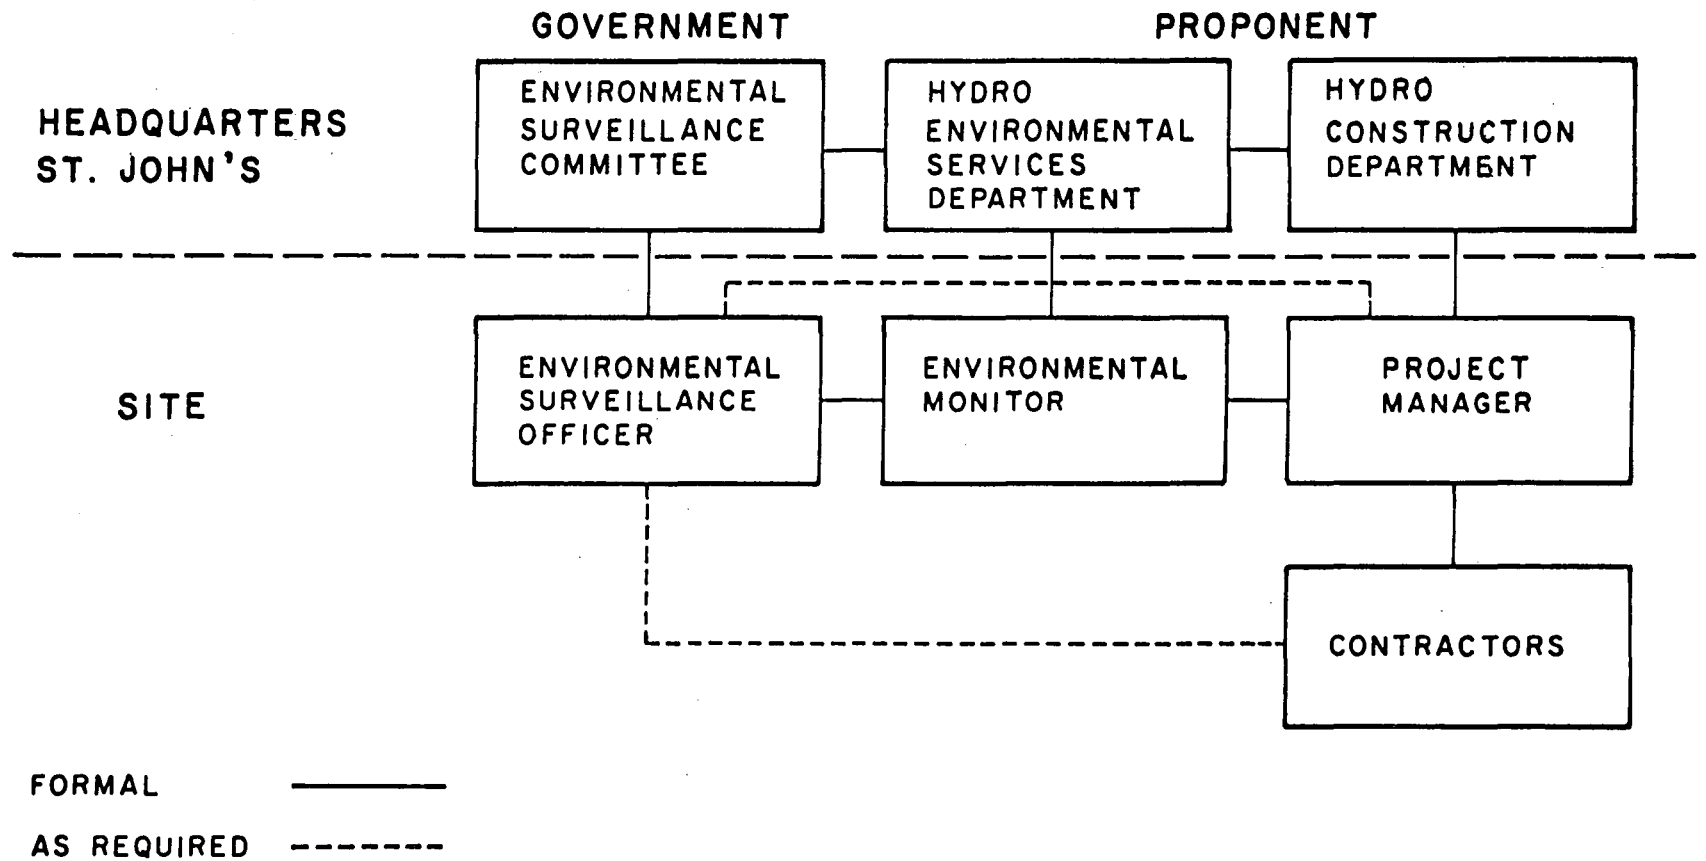 GOVERNMENT
PROPONENT
HEADQUARTERS
ST. JOHN'S
ENVIRONMENTAL
SURVEILLANCE
COMMITTEE
HYDRO
ENVIRONMENTAL
SERVICES
DEPARTMENT
HYDRO
CONSTRUCTION
DEPARTMENT
SITE
ENVIRONMENTAL
SURVEILLANCE
OFFICER
ENVIRONMENTAL
MONITOR
PROJECT
MANAGER
CONTRACTORS
FORMAL
AS REQUIRED